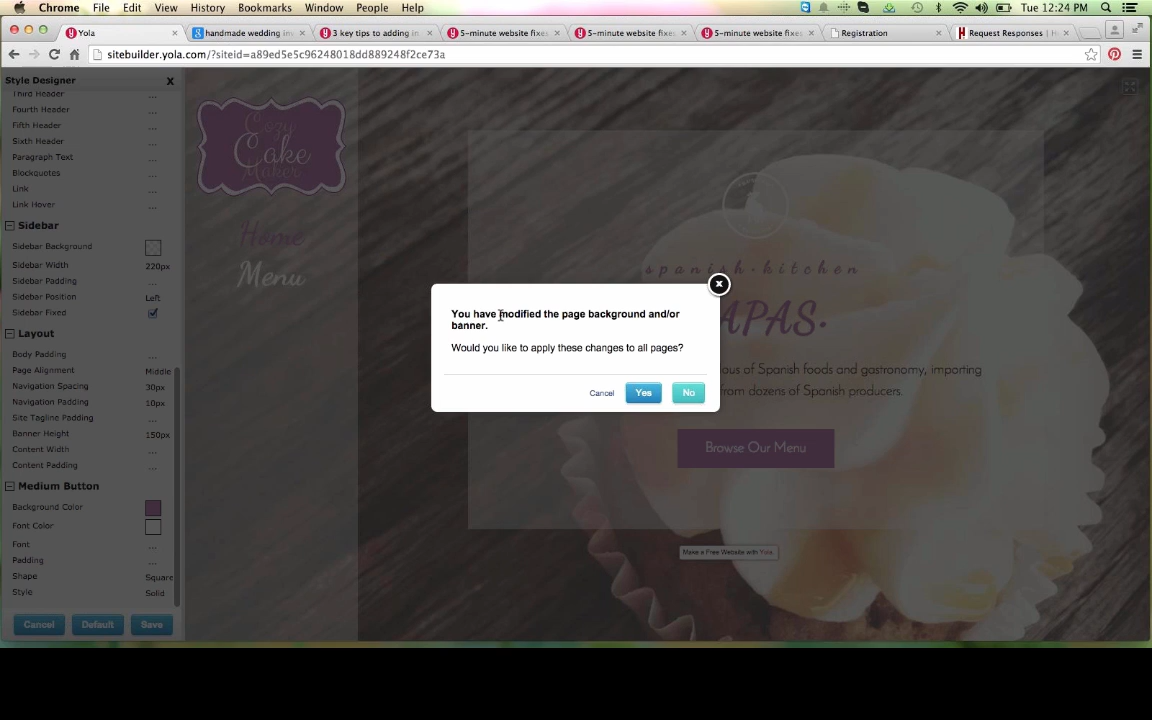 Chrome File Edit View History Bookmarks Window People Help
Tue 12:24 PM
Yola
handmade wedding in
3 key tips to adding in
5-minute website fixe
5-minute website fixe
5-minute website fixe
Registration
Request Responses | H
sitebuilder.yola.com/?siteid=a89ed5e5c96248018dd889248f2ce73a
Style Designer x
Third Header ...
Fourth Header ...
Fifth Header ...
Sixth Header ...
Paragraph Text ...
Blockquotes ...
Link ...
Link Hover ...
Sidebar
Sidebar Background
Sidebar Width 220px
Sidebar Padding ...
Sidebar Position Left
Sidebar Fixed
Layout
Body Padding ...
Page Alignment Middle
Navigation Spacing 30px
Navigation Padding 10px
Site Tagline Padding ...
Banner Height 150px
Content Width ...
Content Padding ...
Medium Button
Background Color
Font Color
Font ...
Padding ...
Shape Square
Style Solid
Cancel Default Save
Cozy
Cake
Maker
Home
Menu
spanish·kitchen
APAS.
You have modified the page background and/or
banner.
Would you like to apply these changes to all pages?
Cancel Yes No
ous of Spanish foods and gastronomy, importing
from dozens of Spanish producers.
Browse Our Menu
Make a Free Website with Yola.